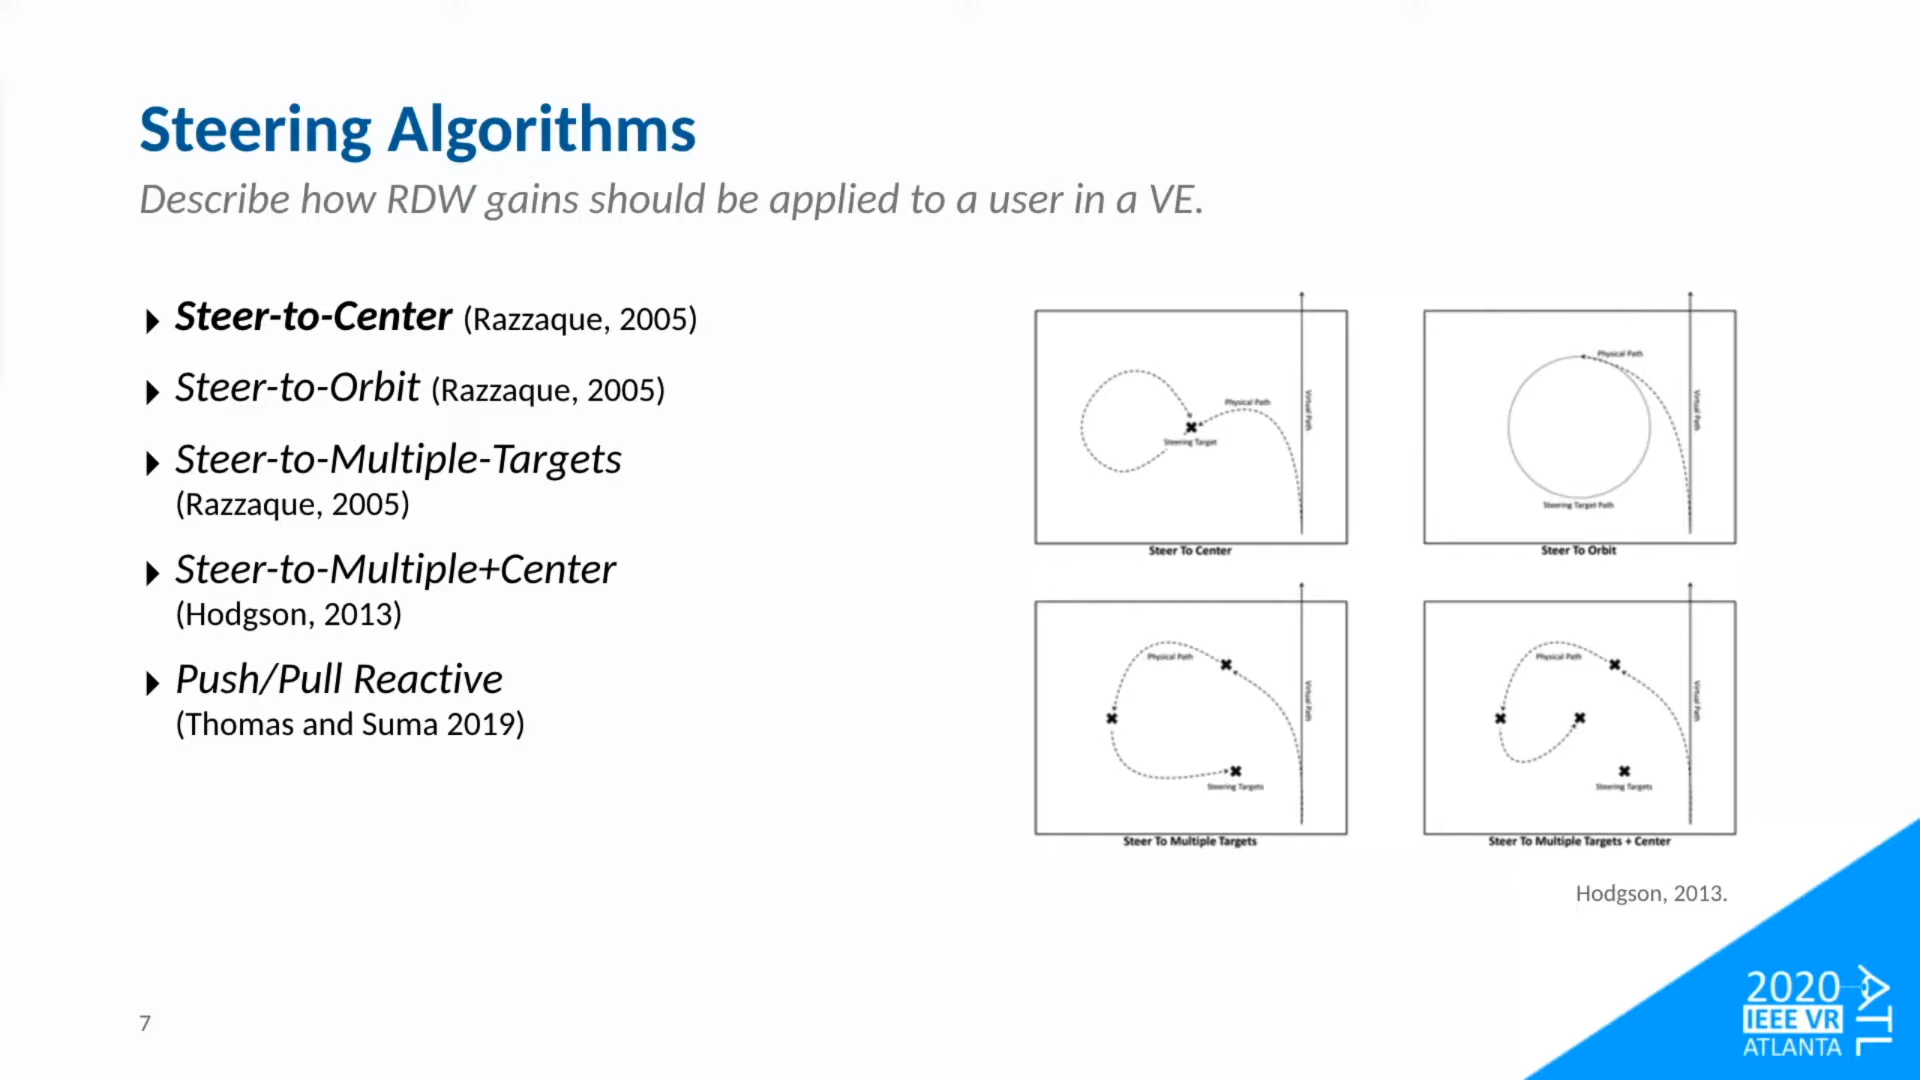 Steering Algorithms
Describe how RDW gains should be applied to a user in a VE.
Steer-to-Center (Razzaque, 2005)
Steer-to-Orbit (Razzaque, 2005)
Steer-to-Multiple-Targets
(Razzaque, 2005)
Steer-to-Multiple+Center
(Hodgson, 2013)
Push/Pull Reactive
(Thomas and Suma 2019)
Physical Path
Virtual Path
Steering Target
Steer To Center
Physical Path
Virtual Path
Steering Target Path
Steer To Orbit
Physical Path
Virtual Path
Steering Targets
Steer To Multiple Targets
Physical Path
Virtual Path
Steering Targets
Steer To Multiple Targets + Center
Hodgson, 2013.
7
2020
IEEE VR
ATLANTA
ATL